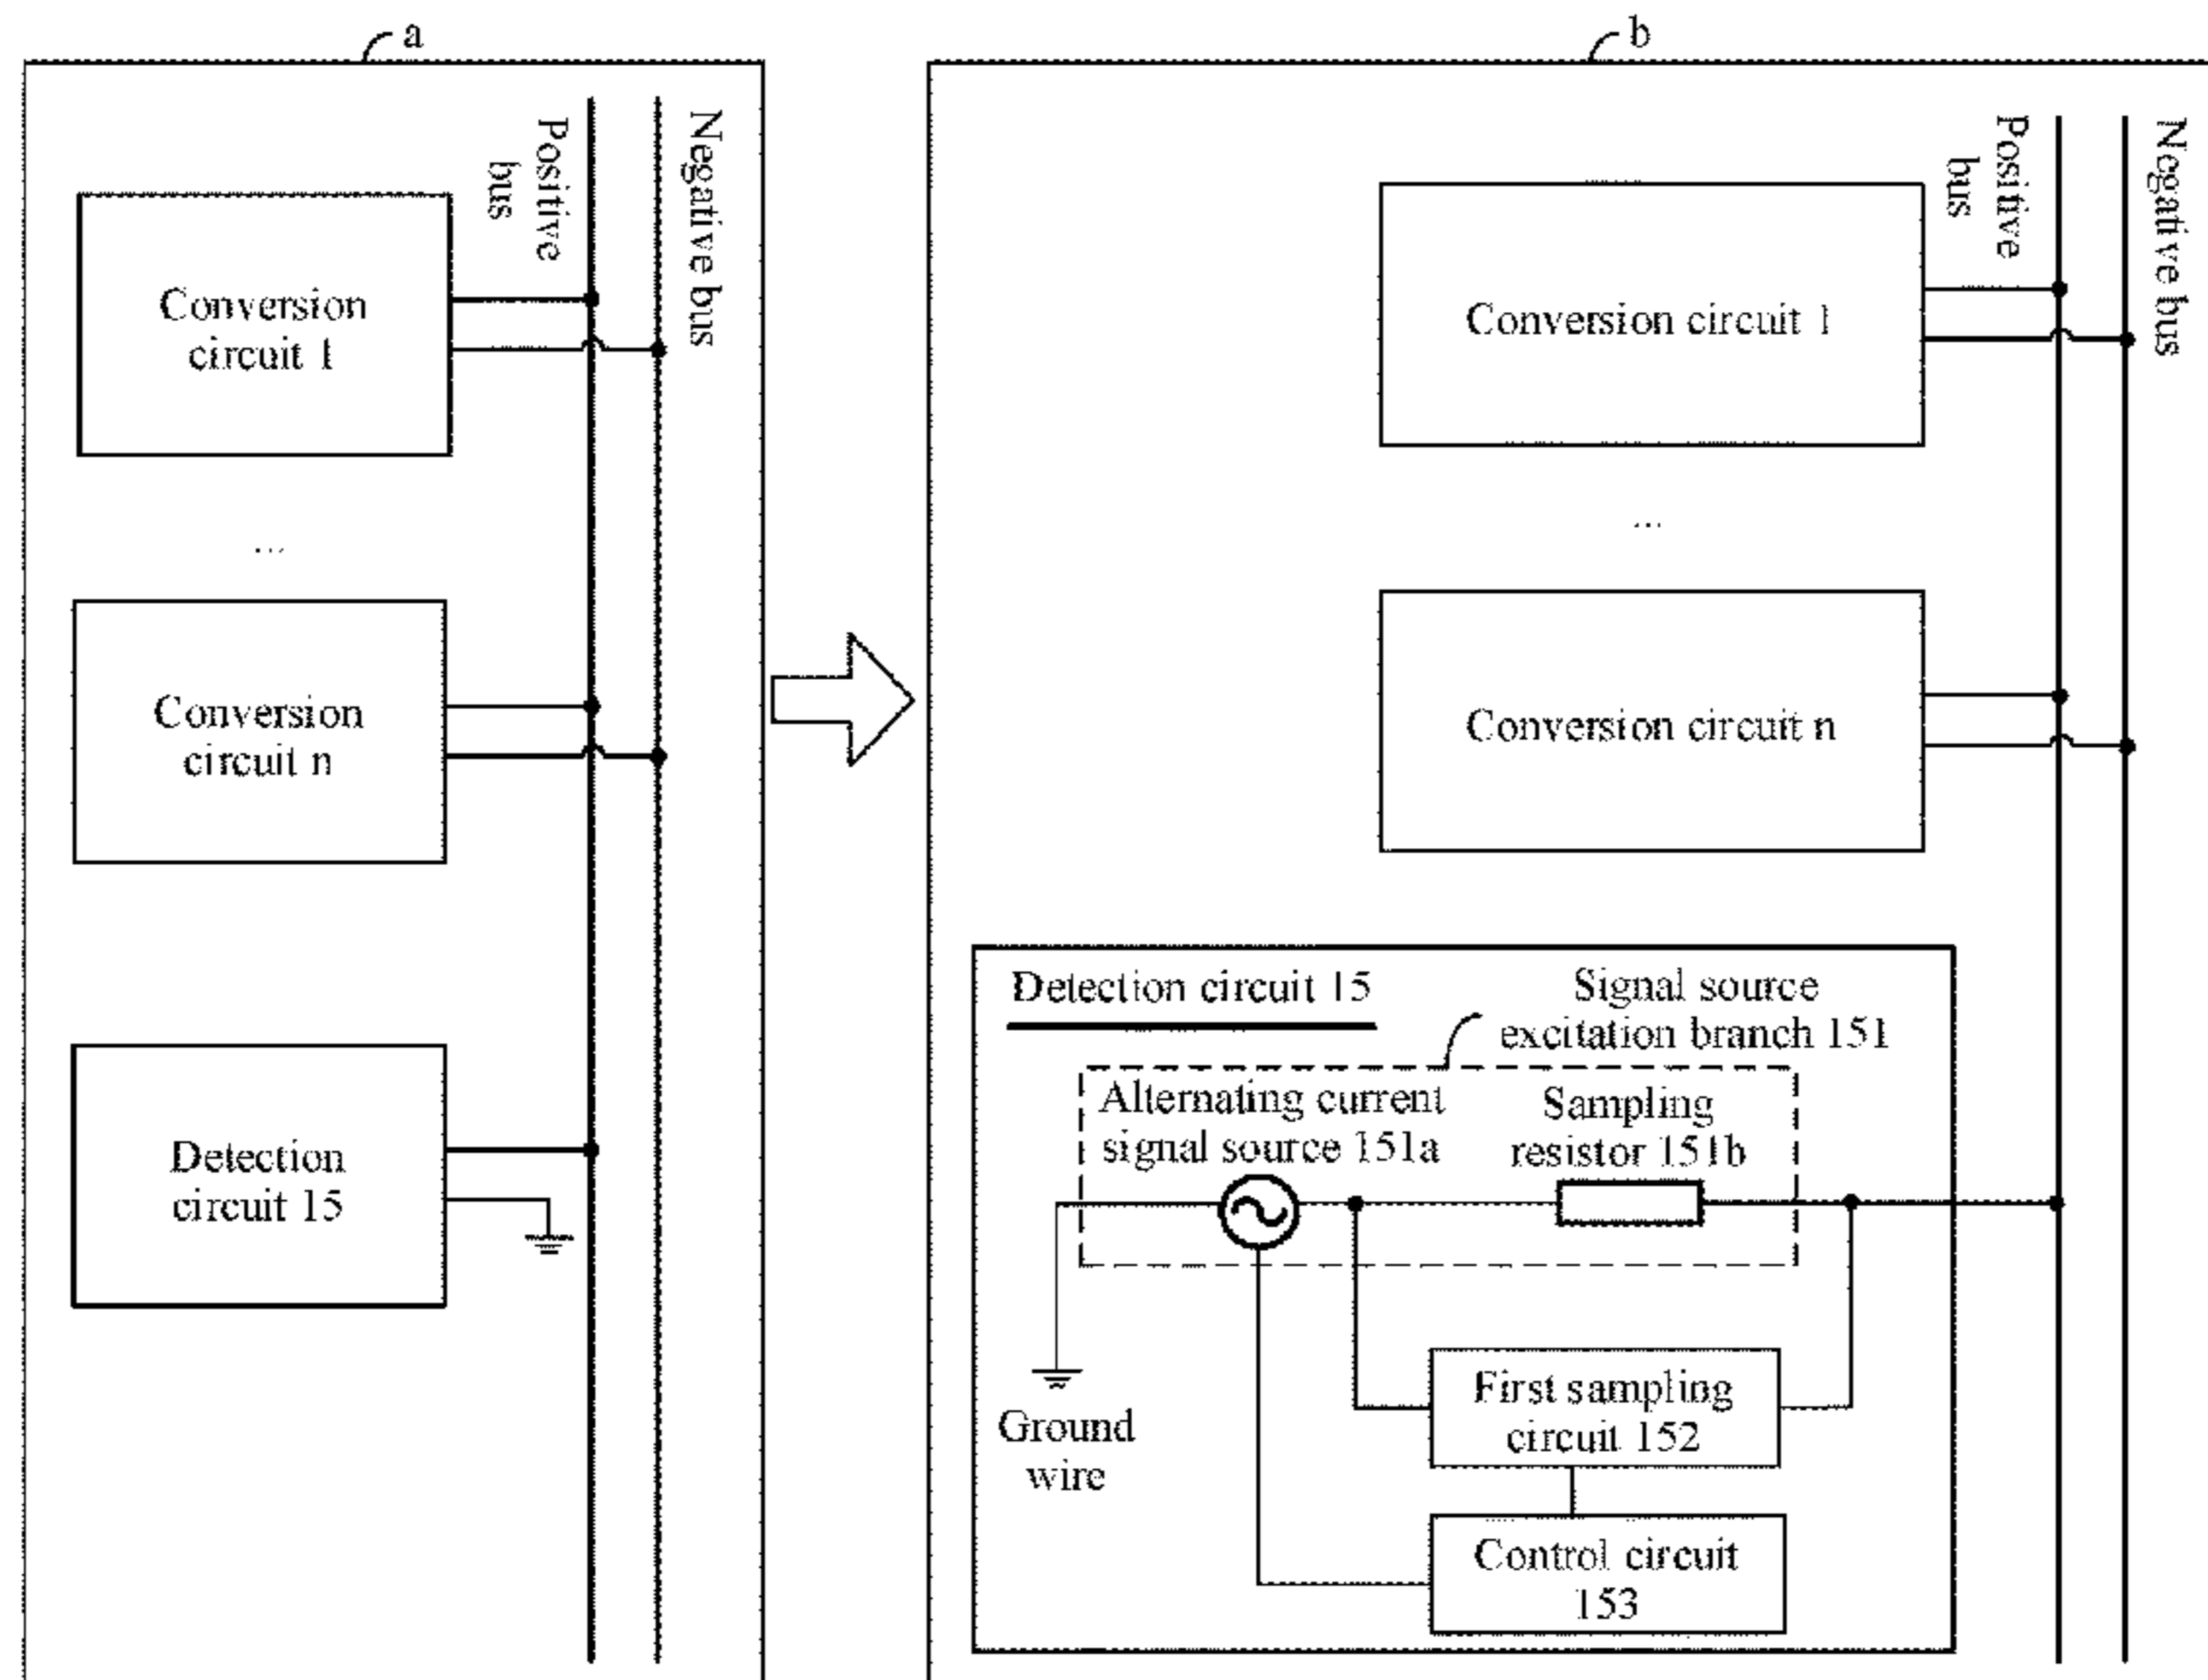 a
Positive
bus
Negative bus
Conversion
circuit 1
...
Conversion
circuit n
Detection
circuit 15
b
Positive
bus
Negative bus
Conversion circuit 1
...
Conversion circuit n
Detection circuit 15
Signal source
excitation branch 151
Alternating current
signal source 151a
Sampling
resistor 151b
Ground
wire
First sampling
circuit 152
Control circuit
153